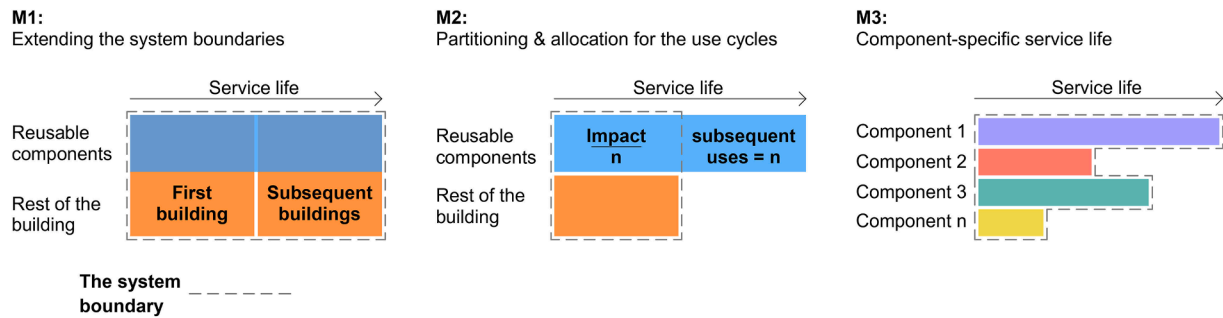 M1:
Extending the system boundaries
Service life
Reusable
components
Rest of the
building
First
building
Subsequent
buildings
The system
boundary
M2:
Partitioning & allocation for the use cycles
Service life
Reusable
components
Impact
n
subsequent
uses = n
Rest of the
building
M3:
Component-specific service life
Service life
Component 1
Component 2
Component 3
Component n